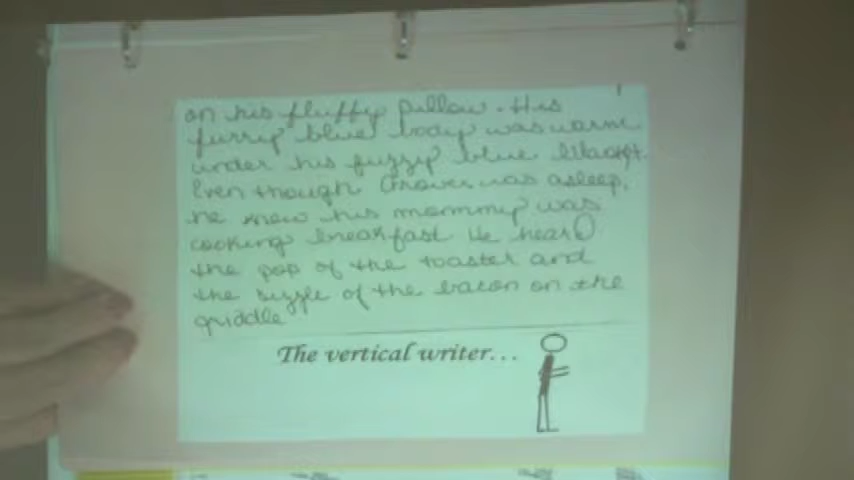 on his fluffy pillow. His
furry blue body was warm
under his fuzzy blue
Even though Grover was asleep,
he knew his mommy was
cooking breakfast He hear
the pop of the toaster and
the sizzle of the bacon on the
griddle
The vertical writer...